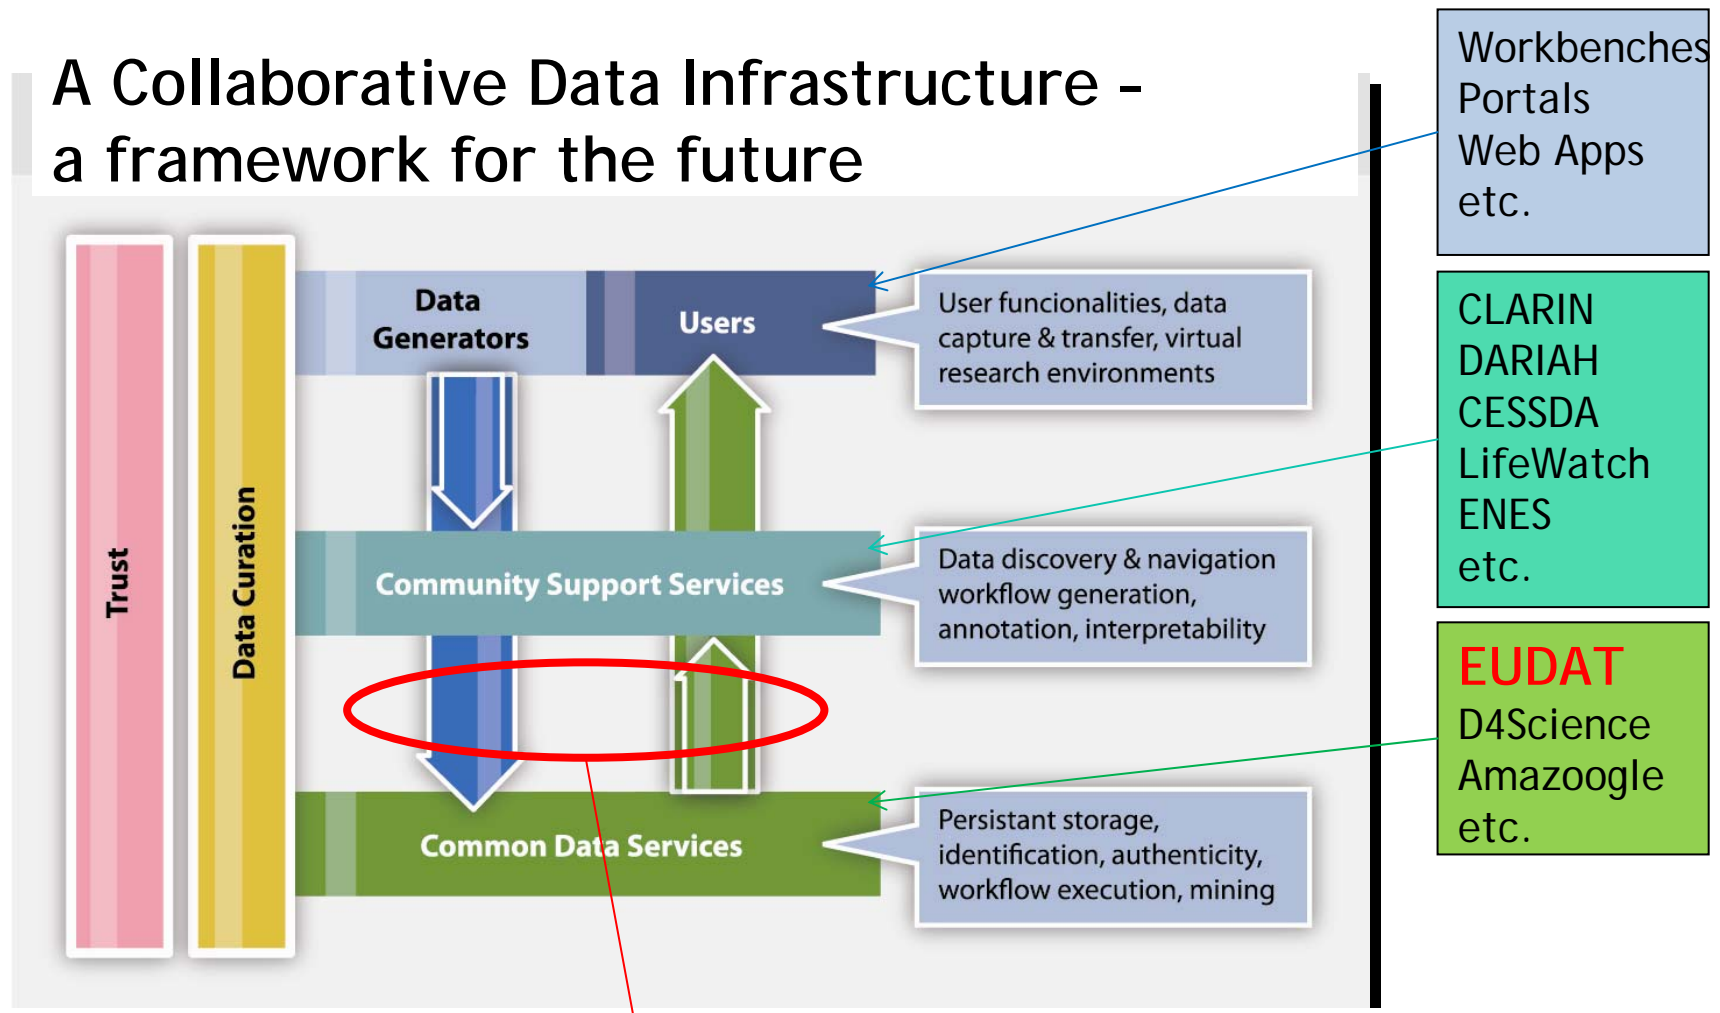 A Collaborative Data Infrastructure -
a framework for the future
Trust
Data Curation
Data
Generators
Users
User funcionalities, data
capture & transfer, virtual
research environments
Community Support Services
Data discovery & navigation
workflow generation,
annotation, interpretability
Common Data Services
Persistant storage,
identification, authenticity,
workflow execution, mining
Workbenches
Portals
Web Apps
etc.
CLARIN
DARIAH
CESSDA
LifeWatch
ENES
etc.
EUDAT
D4Science
Amazoogle
etc.